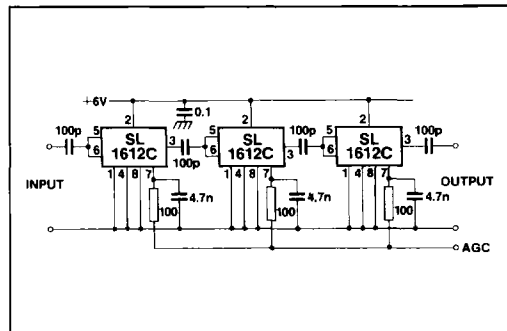 +6V
0.1
2
2
2
100p
5
6
SL
1612C
3
100p
5
6
SL
1612C
3
100p
5
6
SL
1612C
3
100p
INPUT
1 4 8 7
1 4 8 7
1 4 8 7
OUTPUT
4.7n
4.7n
4.7n
100
100
100
AGC